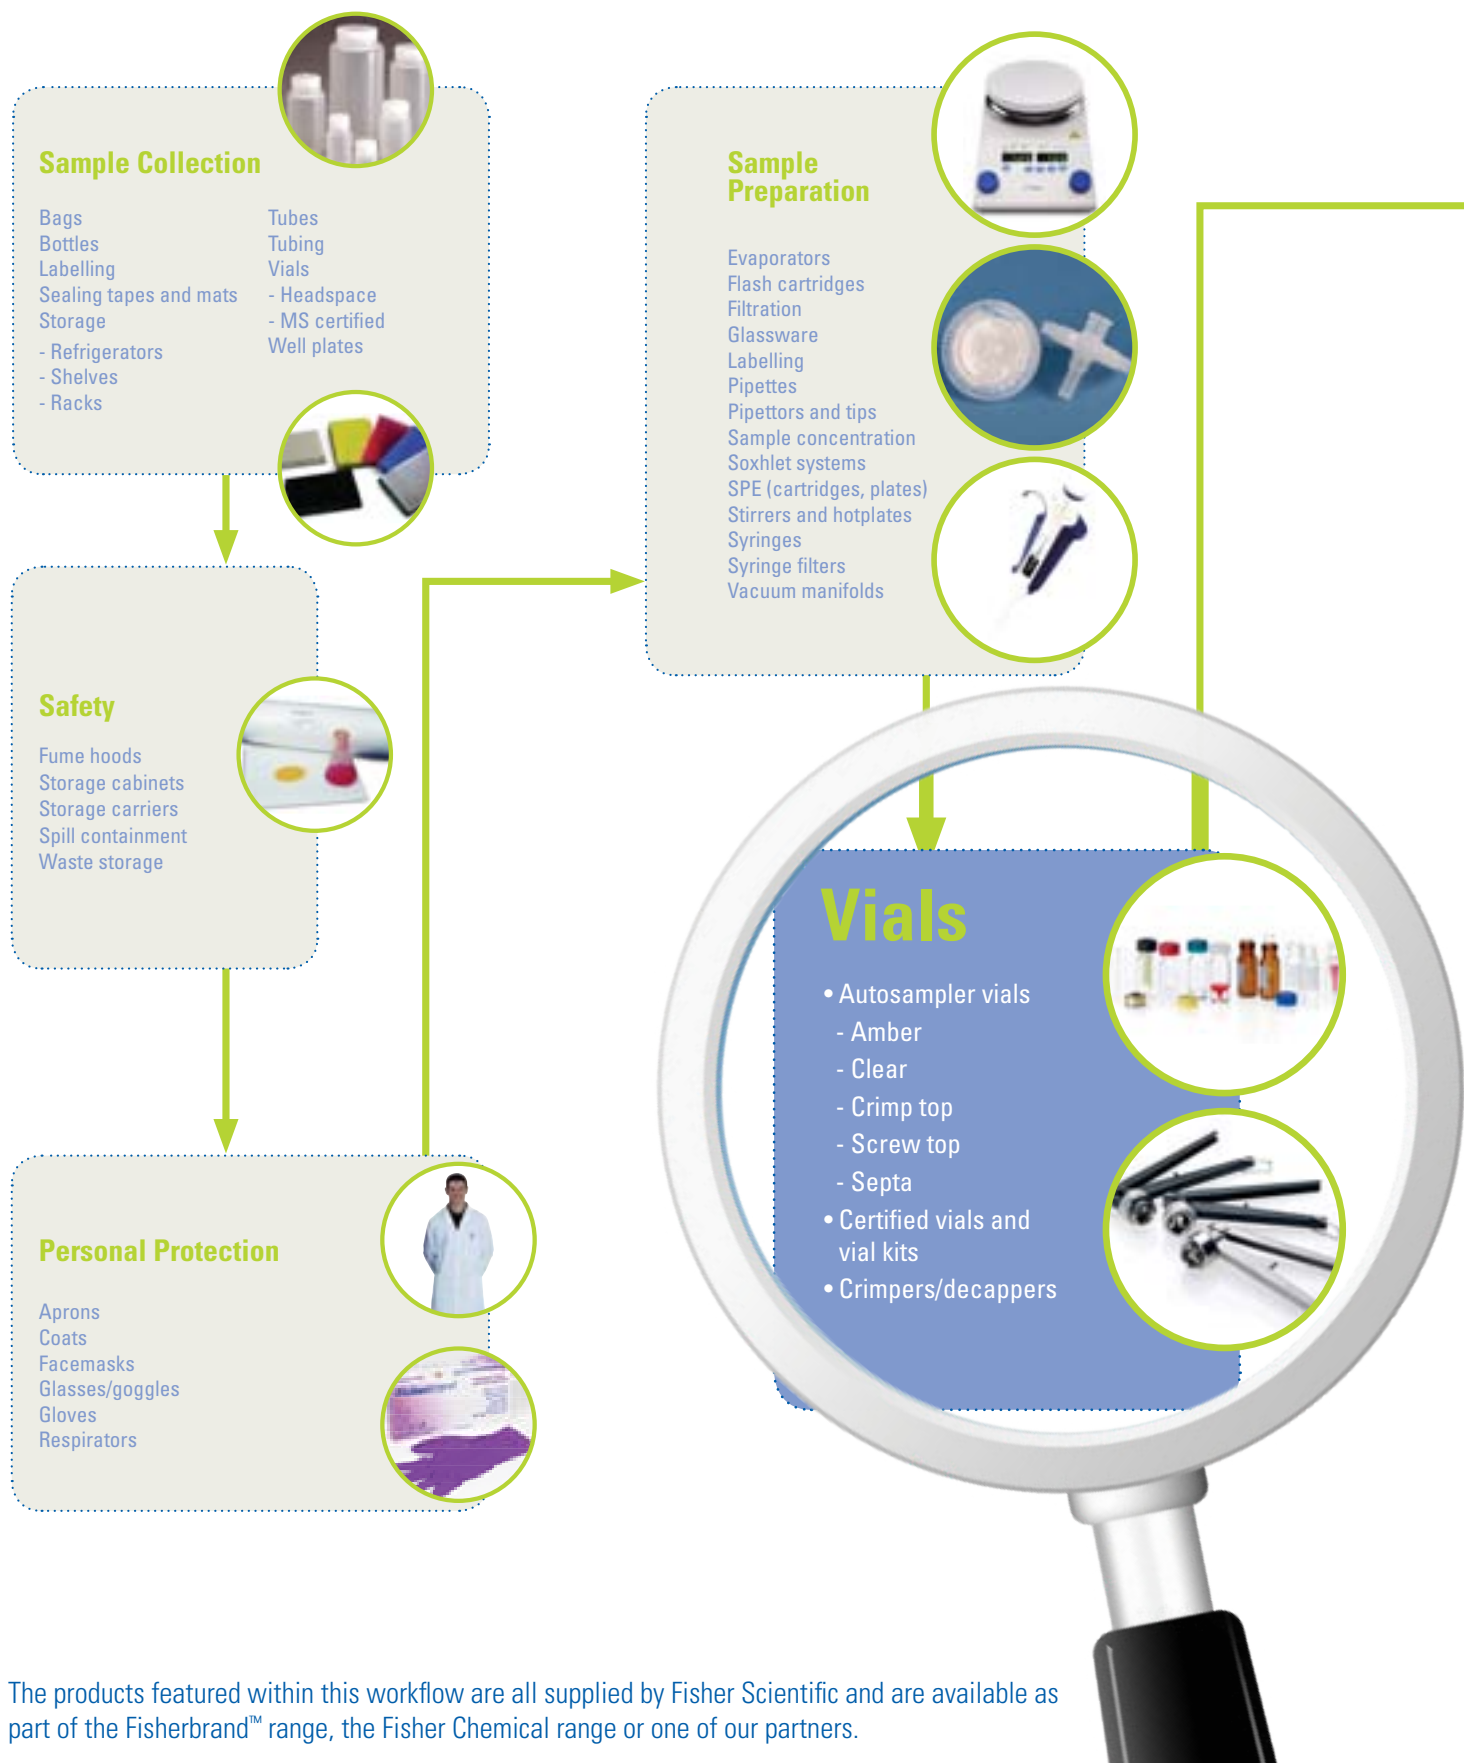 Sample Collection
Bags
Bottles
Labelling
Sealing tapes and mats
Storage
- Refrigerators
- Shelves
- Racks
Tubes
Tubing
Vials
- Headspace
- MS certified
Well plates
Safety
Fume hoods
Storage cabinets
Storage carriers
Spill containment
Waste storage
Personal Protection
Aprons
Coats
Facemasks
Glasses/goggles
Gloves
Respirators
Sample
Preparation
Evaporators
Flash cartridges
Filtration
Glassware
Labelling
Pipettes
Pipettors and tips
Sample concentration
Soxhlet systems
SPE (cartridges, plates)
Stirrers and hotplates
Syringes
Syringe filters
Vacuum manifolds
Vials
• Autosampler vials
- Amber
- Clear
- Crimp top
- Screw top
- Septa
• Certified vials and
vial kits
• Crimpers/decappers
The products featured within this workflow are all supplied by Fisher Scientific and are available as
part of the Fisherbrand™ range, the Fisher Chemical range or one of our partners.